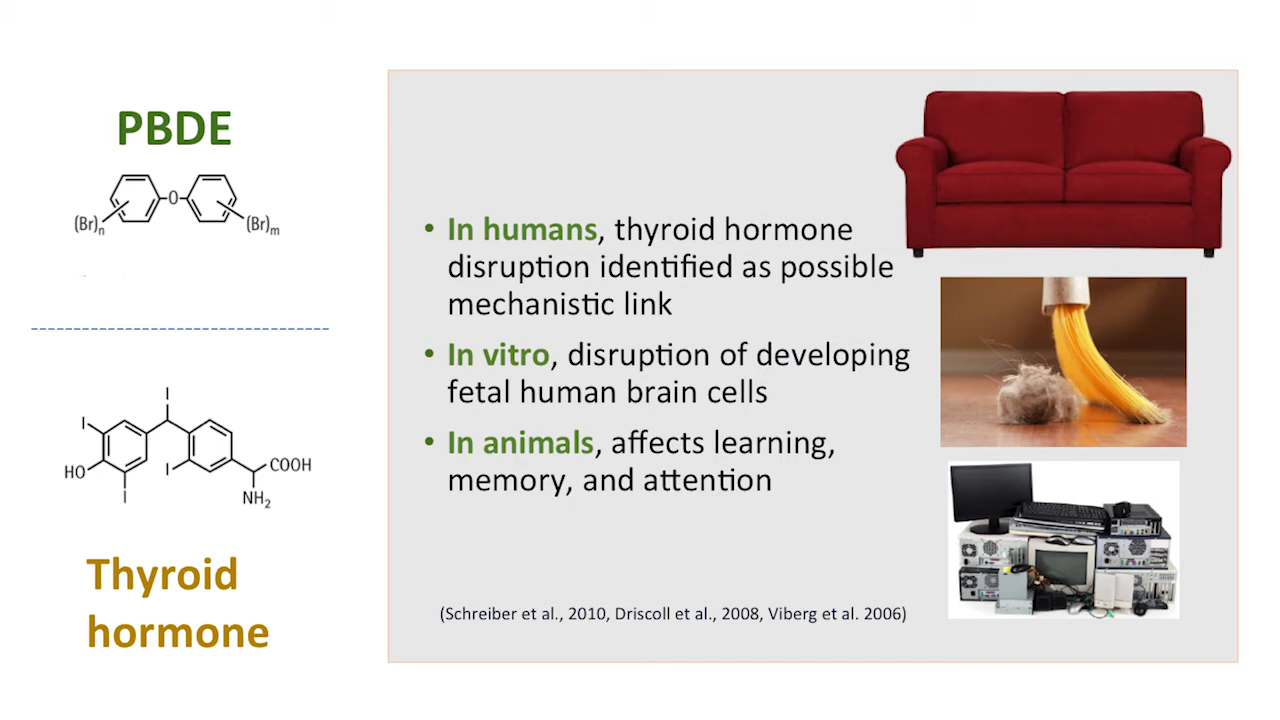 PBDE
(Br)n
O
(Br)m
I
I
HO
I
I
COOH
NH2
Thyroid
hormone
• In humans, thyroid hormone
disruption identified as possible
mechanistic link
• In vitro, disruption of developing
fetal human brain cells
• In animals, affects learning,
memory, and attention
(Schreiber et al., 2010, Driscoll et al., 2008, Viberg et al. 2006)